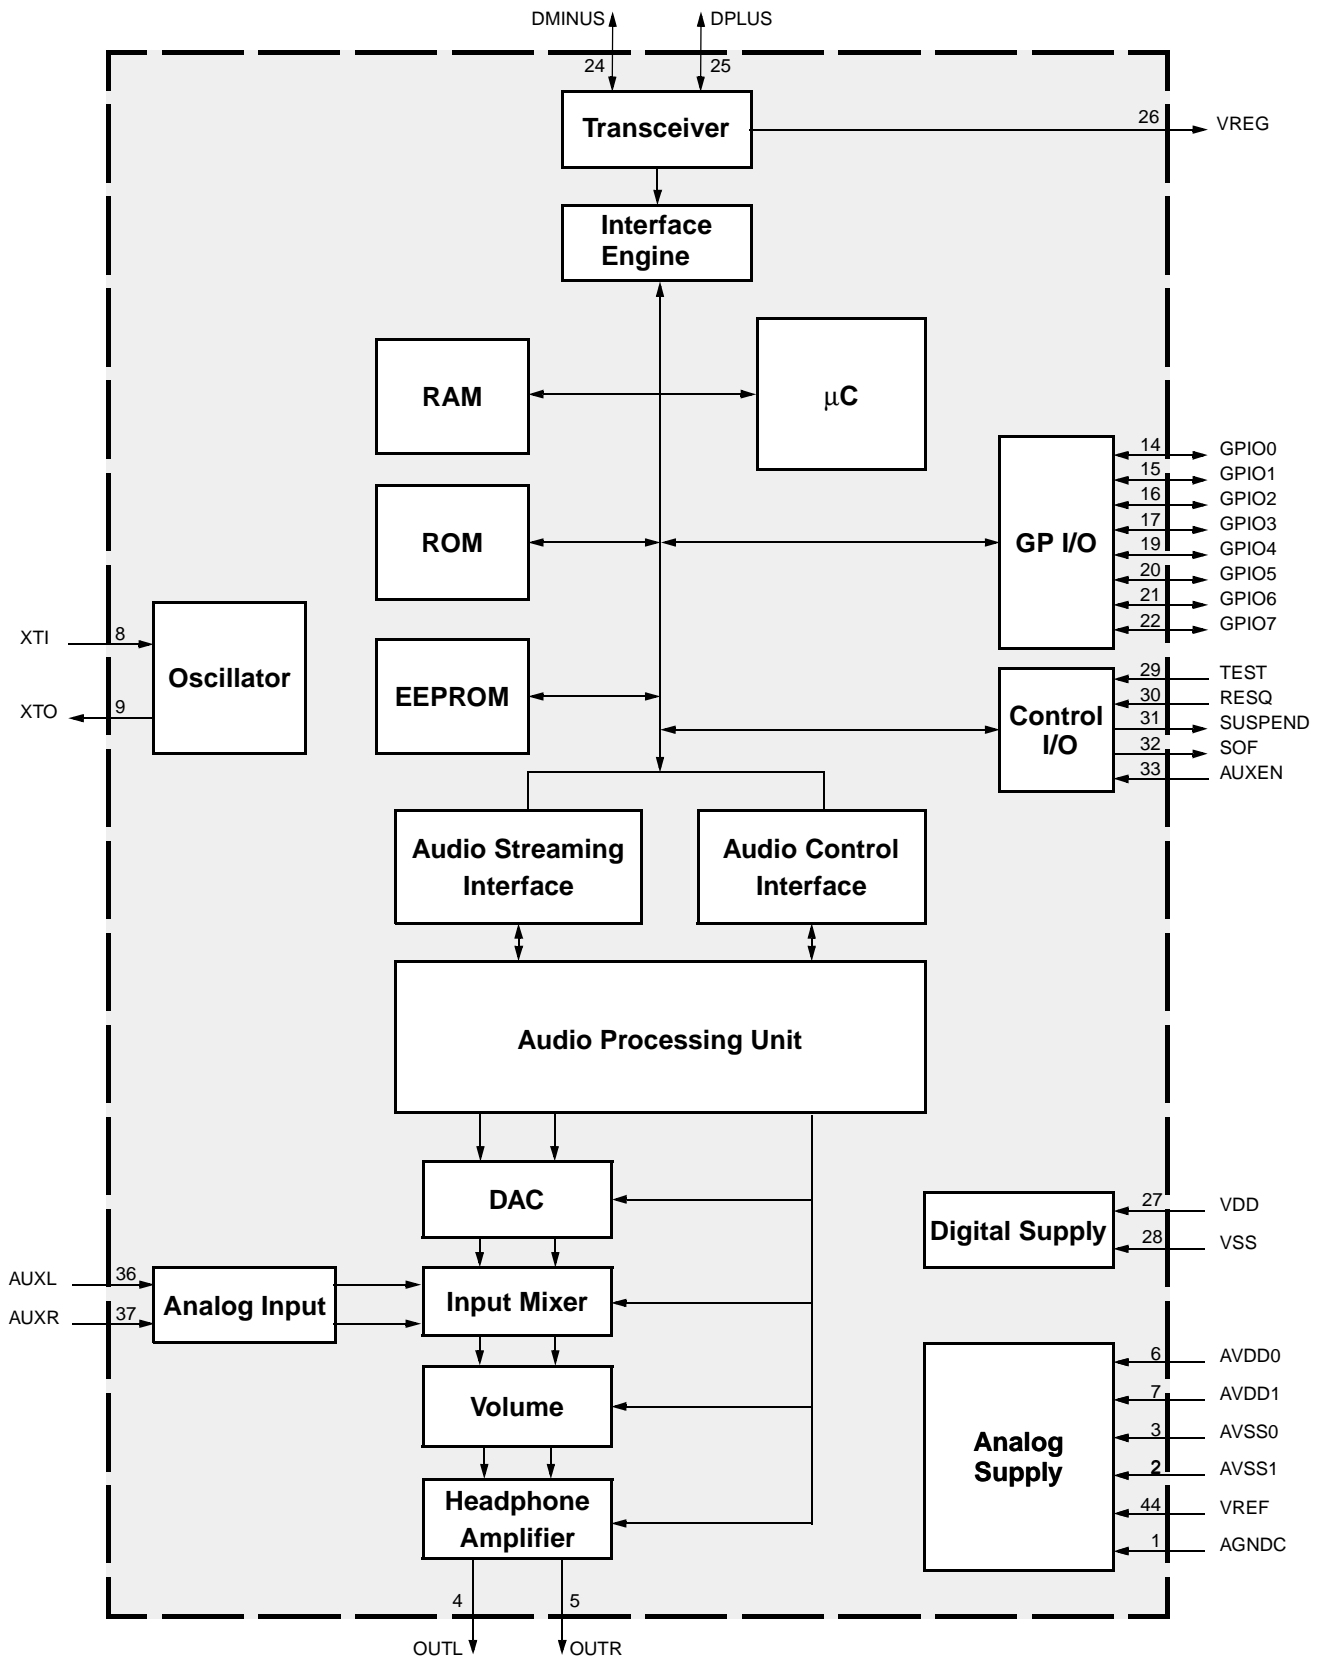 DMINUS
DPLUS
24
25
Transceiver
26
VREG
Interface
Engine
RAM
μC
ROM
GP I/O
14
GPIO0
15
GPIO1
16
GPIO2
17
GPIO3
19
GPIO4
20
GPIO5
21
GPIO6
22
GPIO7
XTI
8
Oscillator
XTO
9
EEPROM
Control
I/O
29
TEST
30
RESQ
31
SUSPEND
32
SOF
33
AUXEN
Audio Streaming
Interface
Audio Control
Interface
Audio Processing Unit
DAC
Digital Supply
27
VDD
28
VSS
AUXL
36
AUXR
37
Analog Input
Input Mixer
Volume
Headphone
Amplifier
Analog
Supply
6
AVDD0
7
AVDD1
3
AVSS0
2
AVSS1
44
VREF
1
AGNDC
4
5
OUTL
OUTR